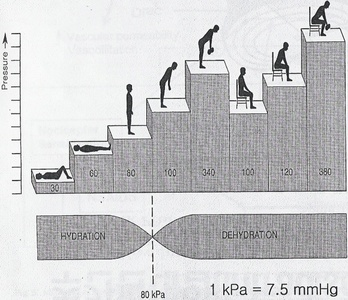 Pressure →
30
60
80
100
340
100
120
380
HYDRATION
DEHYDRATION
80 kPa
1 kPa = 7.5 mmHg